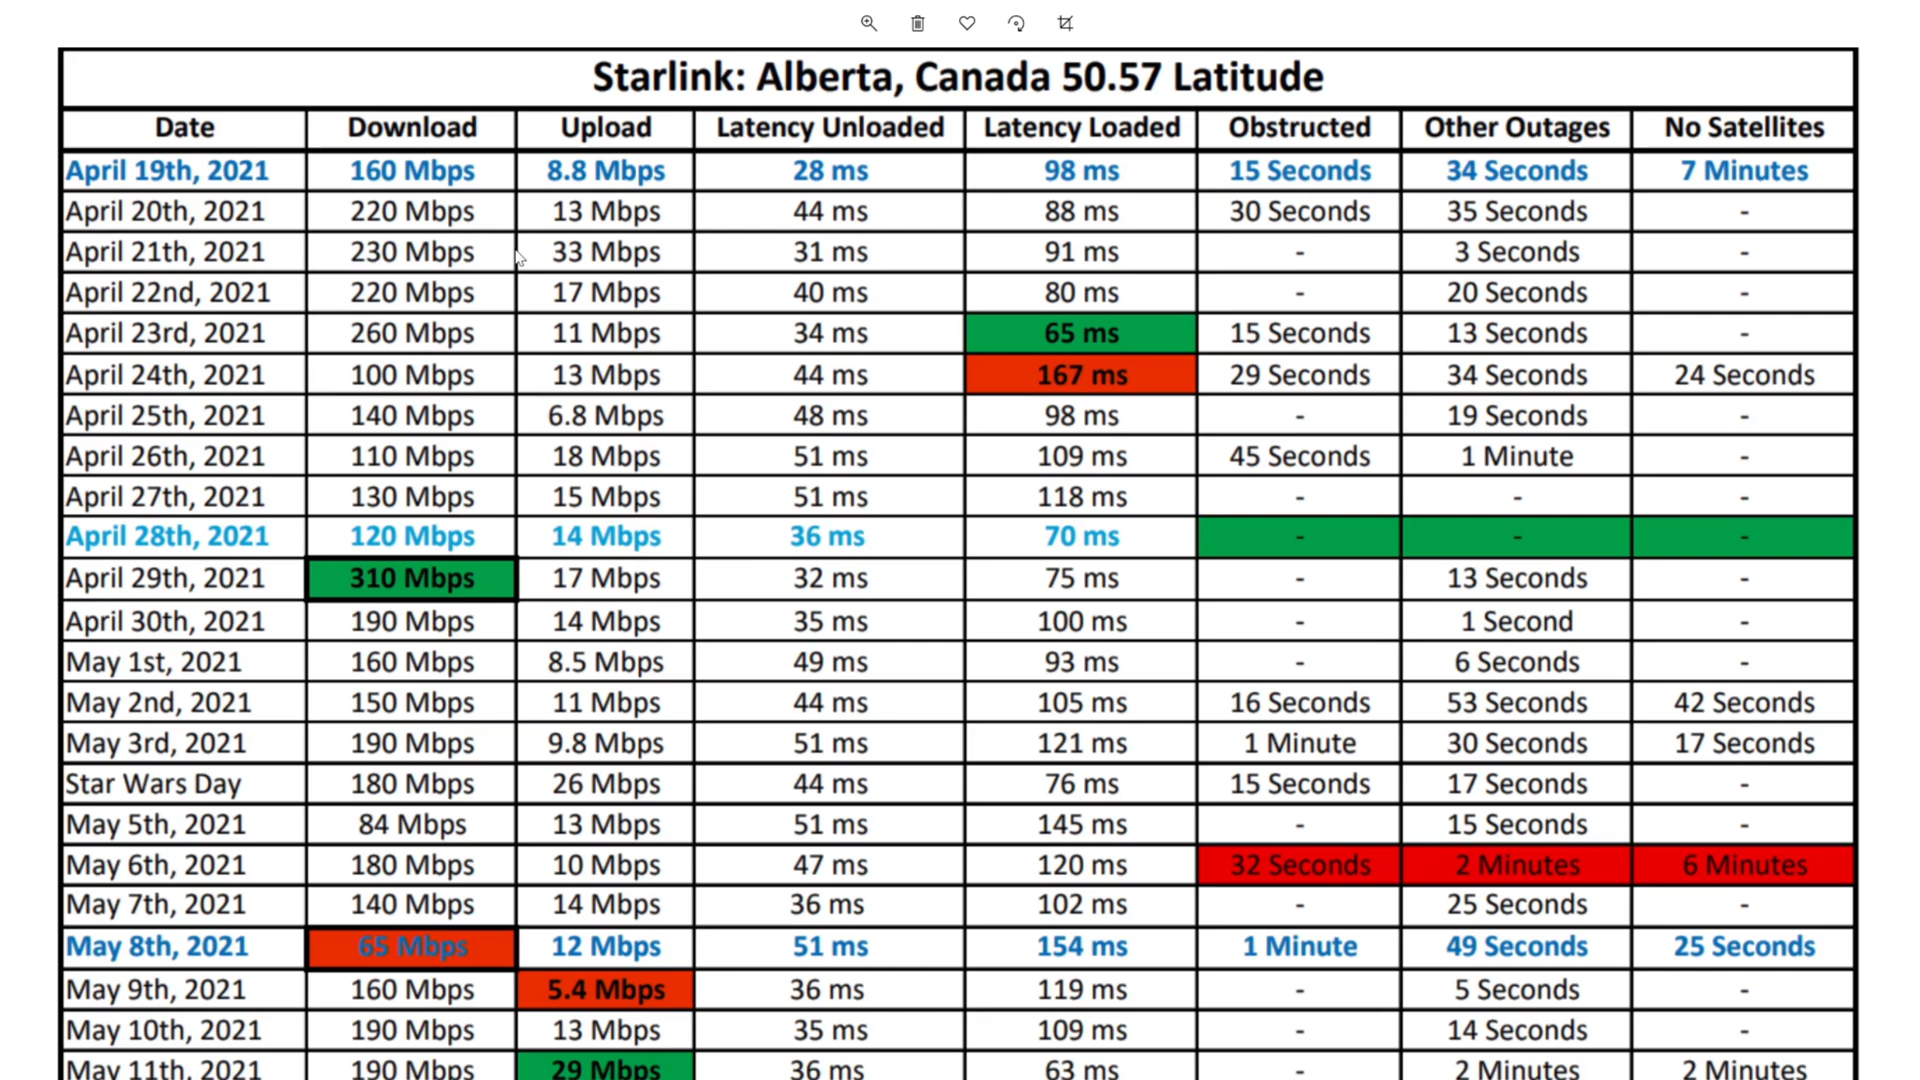 Starlink: Alberta, Canada 50.57 Latitude
Date Download Upload Latency Unloaded Latency Loaded Obstructed Other Outages No Satellites
April 19th, 2021 160 Mbps 8.8 Mbps 28 ms 98 ms 15 Seconds 34 Seconds 7 Minutes
April 20th, 2021 220 Mbps 13 Mbps 44 ms 88 ms 30 Seconds 35 Seconds -
April 21th, 2021 230 Mbps 33 Mbps 31 ms 91 ms - 3 Seconds -
April 22nd, 2021 220 Mbps 17 Mbps 40 ms 80 ms - 20 Seconds -
April 23rd, 2021 260 Mbps 11 Mbps 34 ms 65 ms 15 Seconds 13 Seconds -
April 24th, 2021 100 Mbps 13 Mbps 44 ms 167 ms 29 Seconds 34 Seconds 24 Seconds
April 25th, 2021 140 Mbps 6.8 Mbps 48 ms 98 ms - 19 Seconds -
April 26th, 2021 110 Mbps 18 Mbps 51 ms 109 ms 45 Seconds 1 Minute -
April 27th, 2021 130 Mbps 15 Mbps 51 ms 118 ms - - -
April 28th, 2021 120 Mbps 14 Mbps 36 ms 70 ms - - -
April 29th, 2021 310 Mbps 17 Mbps 32 ms 75 ms - 13 Seconds -
April 30th, 2021 190 Mbps 14 Mbps 35 ms 100 ms - 1 Second -
May 1st, 2021 160 Mbps 8.5 Mbps 49 ms 93 ms - 6 Seconds -
May 2nd, 2021 150 Mbps 11 Mbps 44 ms 105 ms 16 Seconds 53 Seconds 42 Seconds
May 3rd, 2021 190 Mbps 9.8 Mbps 51 ms 121 ms 1 Minute 30 Seconds 17 Seconds
Star Wars Day 180 Mbps 26 Mbps 44 ms 76 ms 15 Seconds 17 Seconds -
May 5th, 2021 84 Mbps 13 Mbps 51 ms 145 ms - 15 Seconds -
May 6th, 2021 180 Mbps 10 Mbps 47 ms 120 ms 32 Seconds 2 Minutes 6 Minutes
May 7th, 2021 140 Mbps 14 Mbps 36 ms 102 ms - 25 Seconds -
May 8th, 2021 65 Mbps 12 Mbps 51 ms 154 ms 1 Minute 49 Seconds 25 Seconds
May 9th, 2021 160 Mbps 5.4 Mbps 36 ms 119 ms - 5 Seconds -
May 10th, 2021 190 Mbps 13 Mbps 35 ms 109 ms - 14 Seconds -
May 11th, 2021 190 Mbps 29 Mbps 36 ms 63 ms - 2 Minutes 2 Minutes